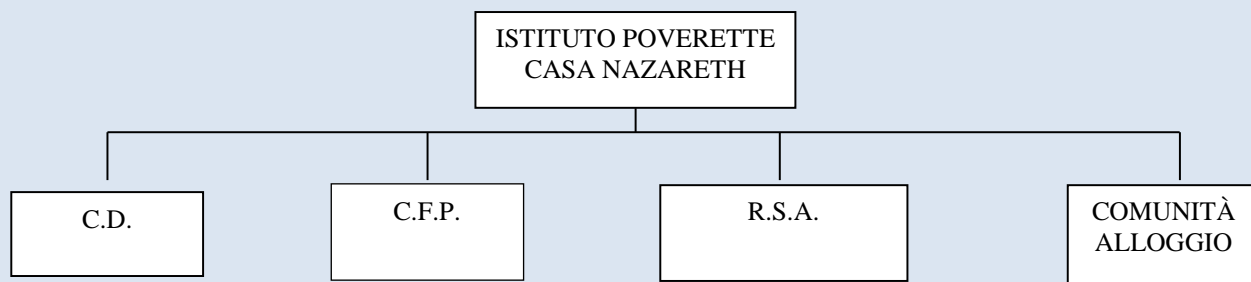 ISTITUTO POVERETTE
CASA NAZARETH
C.D.
C.F.P.
R.S.A.
COMUNITÀ
ALLOGGIO